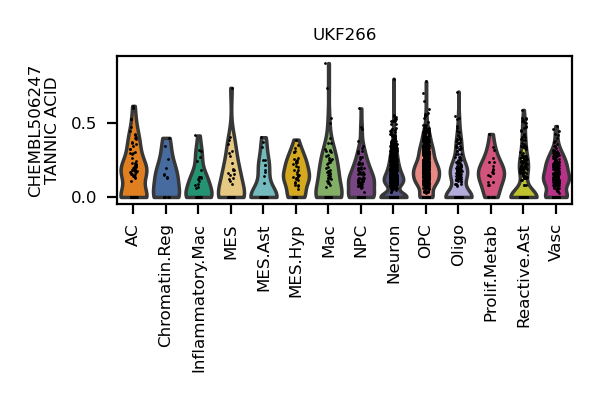 UKF266
CHEMBL506247
TANNIC ACID
0.5
0.0
AC
Chromatin.Reg
Inflammatory.Mac
MES
MES.Ast
MES.Hyp
Mac
NPC
Neuron
OPC
Oligo
Prolif.Metab
Reactive.Ast
Vasc